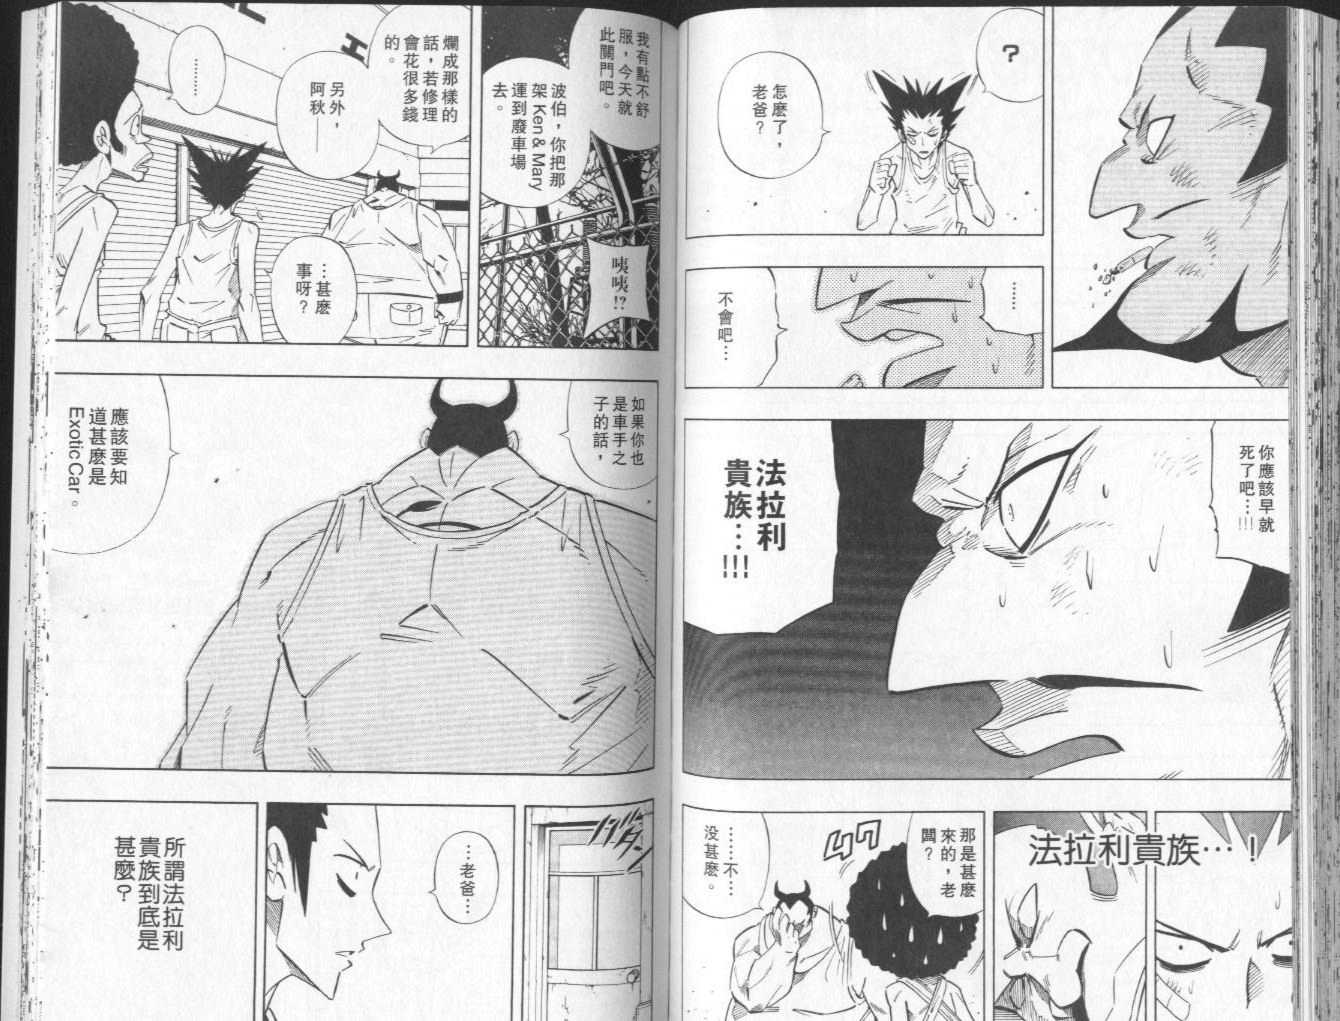 ？
怎麼了，
老爸？
……
不會吧…
你應該早就
死了吧…!!!
法拉利
貴族…!!!
法拉利貴族…！
那是甚麼
來的，老
闆？
……不…
没甚麼。
我有點不舒
服，今天就
此關門吧。
波伯，你把那
架Ken & Mary
運到廢車場
去。
咦咦!?
爛成那樣的
話，若修理
會花很多錢
的。
另外，
阿秋——
………
…甚麼
事呀？
如果你也
是車手之
子的話，
應該要知
道甚麼是
Exotic Car。
ガタン
…老爸…
所謂法拉利
貴族到底是
甚麼？